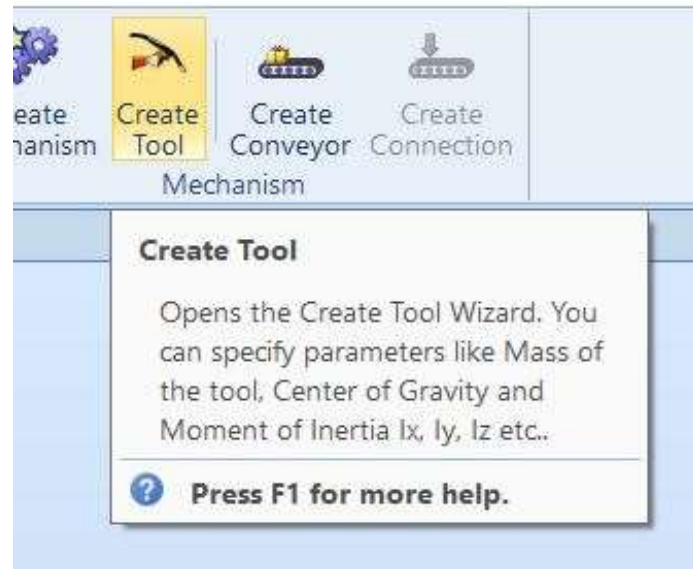 eate
hanism
Create
Tool
Create
Conveyor
Create
Connection
Mechanism
Create Tool
Opens the Create Tool Wizard. You
can specify parameters like Mass of
the tool, Center of Gravity and
Moment of Inertia Ix, Iy, Iz etc..
Press F1 for more help.